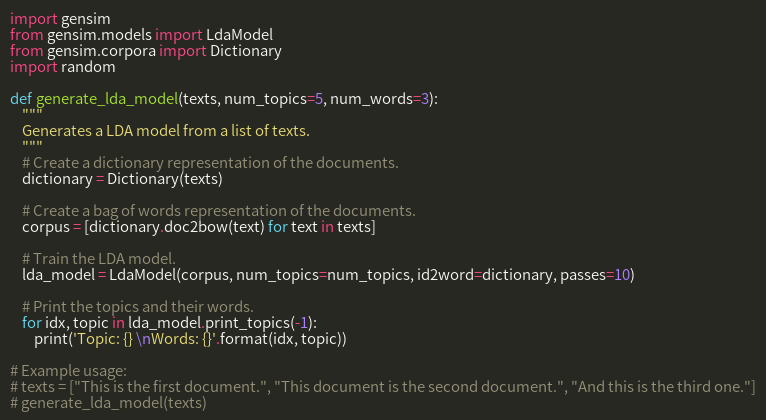 import gensim
from gensim.models import LdaModel
from gensim.corpora import Dictionary
import random

def generate_lda_model(texts, num_topics=5, num_words=3):
    """
    Generates a LDA model from a list of texts.
    """
    # Create a dictionary representation of the documents.
    dictionary = Dictionary(texts)

    # Create a bag of words representation of the documents.
    corpus = [dictionary.doc2bow(text) for text in texts]

    # Train the LDA model.
    lda_model = LdaModel(corpus, num_topics=num_topics, id2word=dictionary, passes=10)

    # Print the topics and their words.
    for idx, topic in lda_model.print_topics(-1):
        print('Topic: {} \nWords: {}'.format(idx, topic))

# Example usage:
# texts = ["This is the first document.", "This document is the second document.", "And this is the third one."]
# generate_lda_model(texts)